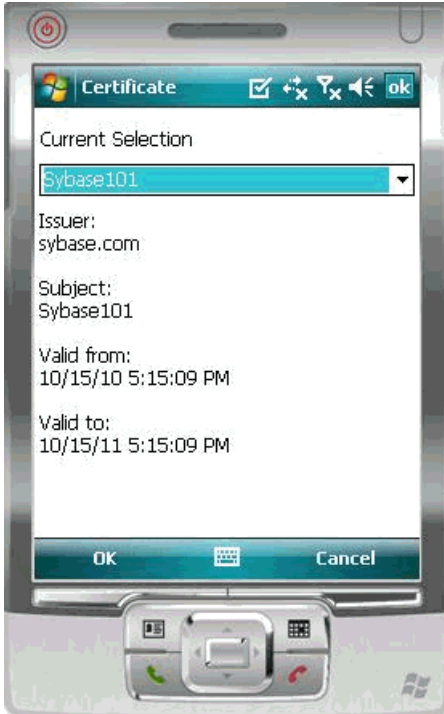 Certificate
ok
Current Selection
Sybase101
Issuer:
sybase.com
Subject:
Sybase101
Valid from:
10/15/10 5:15:09 PM
Valid to:
10/15/11 5:15:09 PM
OK
Cancel